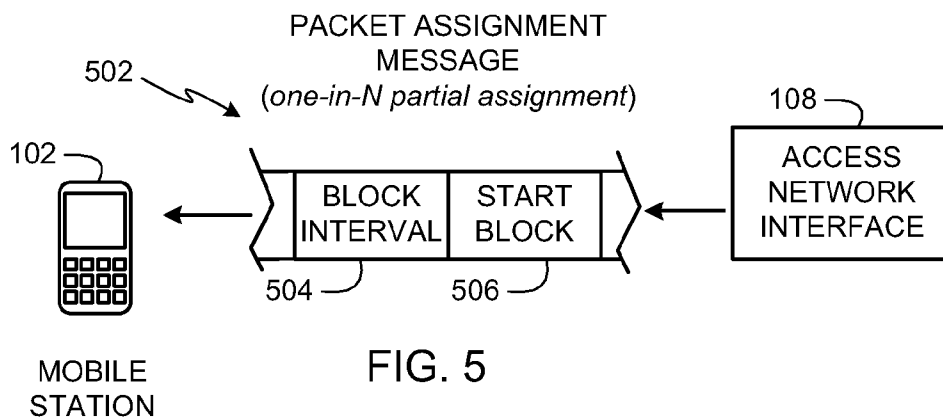 PACKET ASSIGNMENT
MESSAGE
(one-in-N partial assignment)
502
102
108
BLOCK
INTERVAL
START
BLOCK
ACCESS
NETWORK
INTERFACE
504
506
MOBILE
STATION
FIG. 5